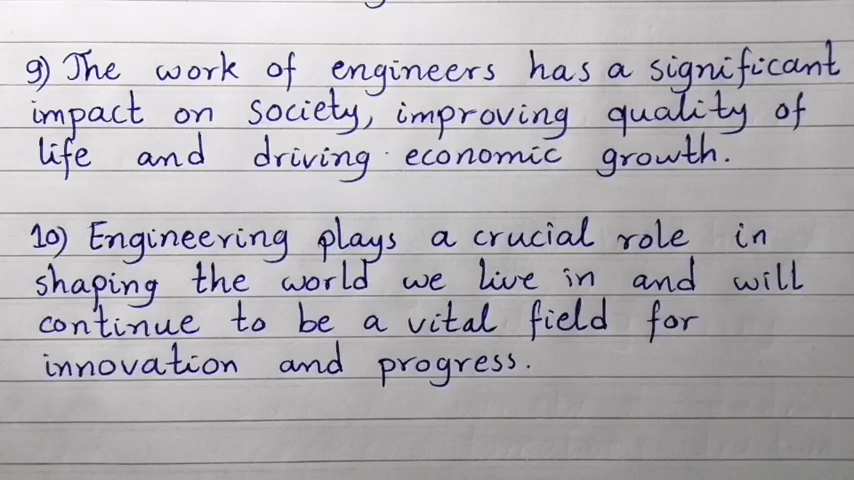 9) The work of engineers has a significant
impact on society, improving quality of
life and driving economic growth.
10) Engineering plays a crucial role in
shaping the world we live in and will
continue to be a vital field for
innovation and progress.